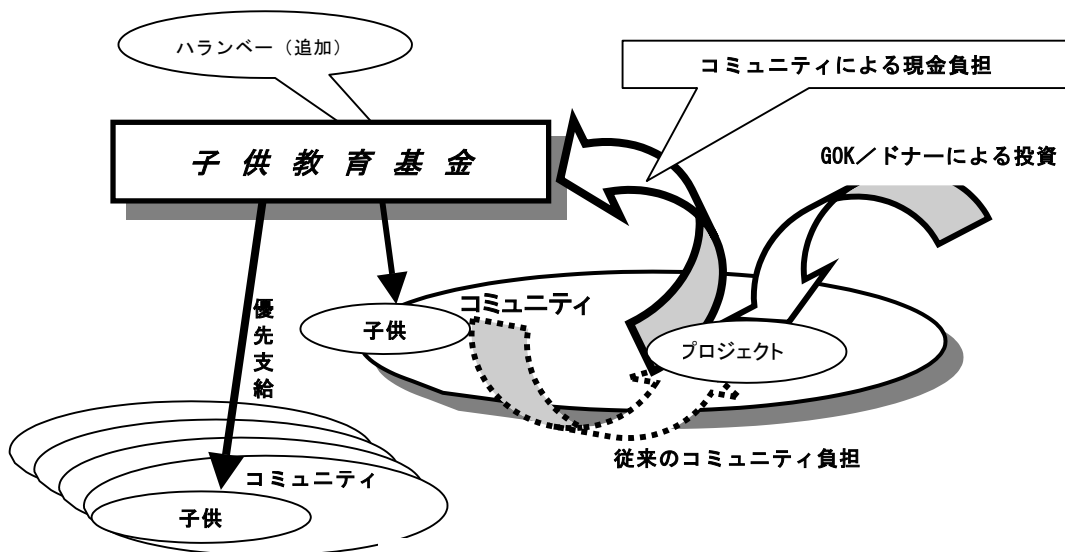 ハランベー（追加）
コミュニティによる現金負担
子供教育基金
GOK／ドナーによる投資
優先支給
コミュニティ
子供
プロジェクト
従来のコミュニティ負担
コミュニティ
子供